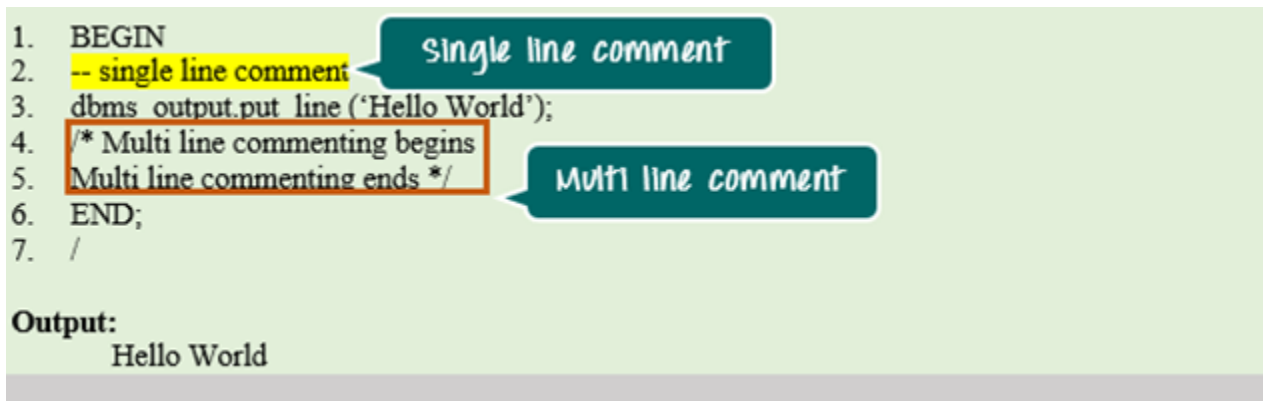 1. BEGIN
Single line comment
2. -- single line comment
3. dbms_output.put_line (‘Hello World’);
4. /* Multi line commenting begins
5. Multi line commenting ends */
Multi line comment
6. END;
7. /
Output:
Hello World